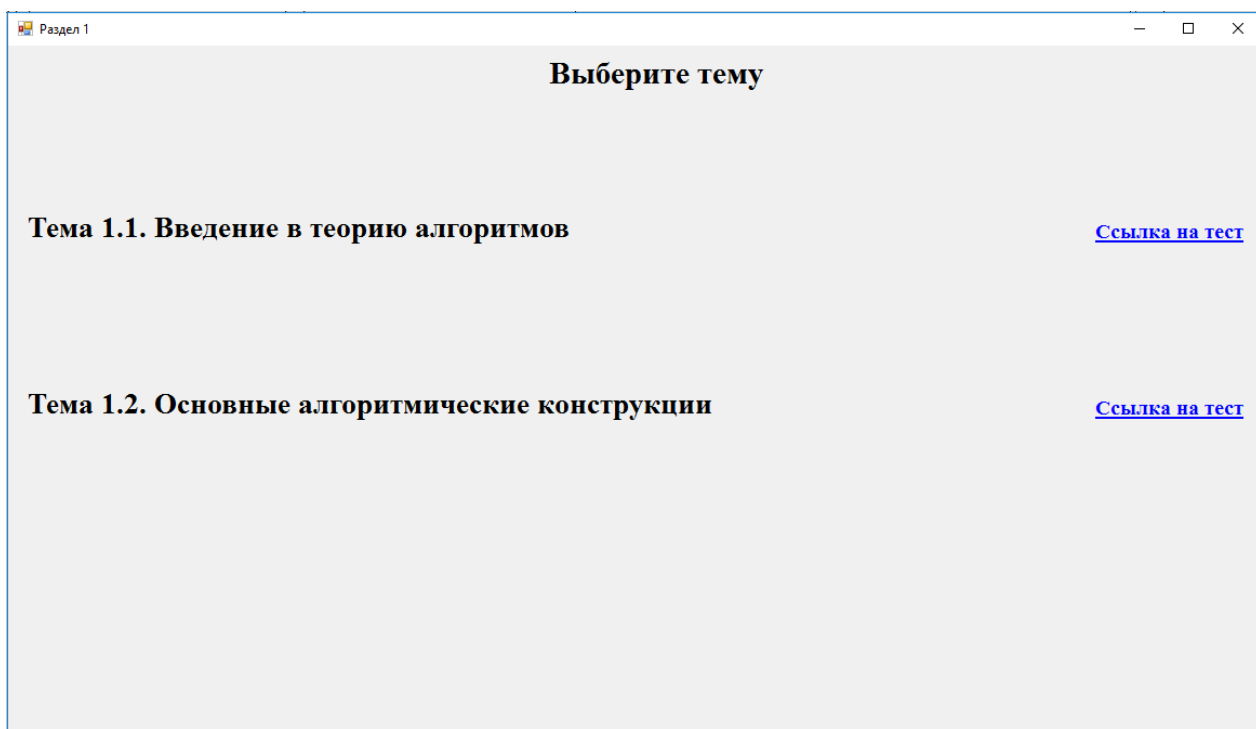 Раздел 1
Выберите тему
Тема 1.1. Введение в теорию алгоритмов
Ссылка на тест
Тема 1.2. Основные алгоритмические конструкции
Ссылка на тест